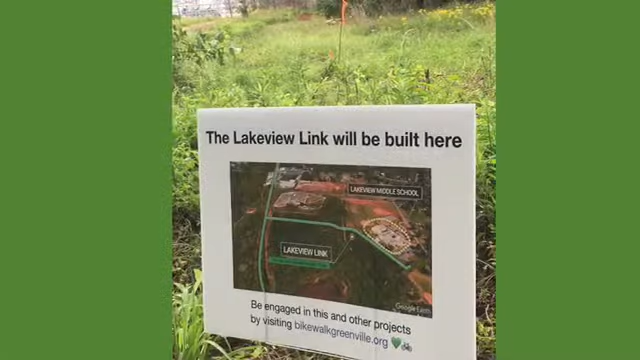 The Lakeview Link will be built here
LAKEVIEW MIDDLE SCHOOL
LAKEVIEW LINK
Google Earth
Be engaged in this and other projects
by visiting bikewalkgreenville.org 💚🚲